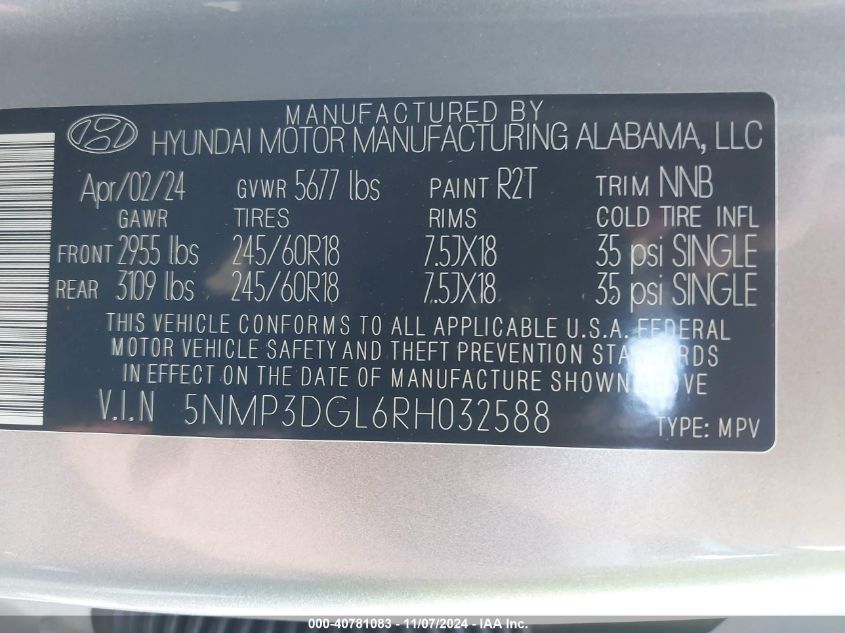 MANUFACTURED BY
HYUNDAI MOTOR MANUFACTURING ALABAMA, LLC
Apr/02/24 GVWR 5677 lbs PAINT R2T TRIM NNB
GAWR TIRES RIMS COLD TIRE INFL
FRONT 2955 lbs 245/60R18 7.5JX18 35 psi SINGLE
REAR 3109 lbs 245/60R18 7.5JX18 35 psi SINGLE
THIS VEHICLE CONFORMS TO ALL APPLICABLE U.S.A. FEDERAL
MOTOR VEHICLE SAFETY AND THEFT PREVENTION STANDARDS
IN EFFECT ON THE DATE OF MANUFACTURE SHOWN ABOVE
V.I.N 5NMP3DGL6RH032588 TYPE: MPV
000-40781083 - 11/07/2024 - IAA Inc.